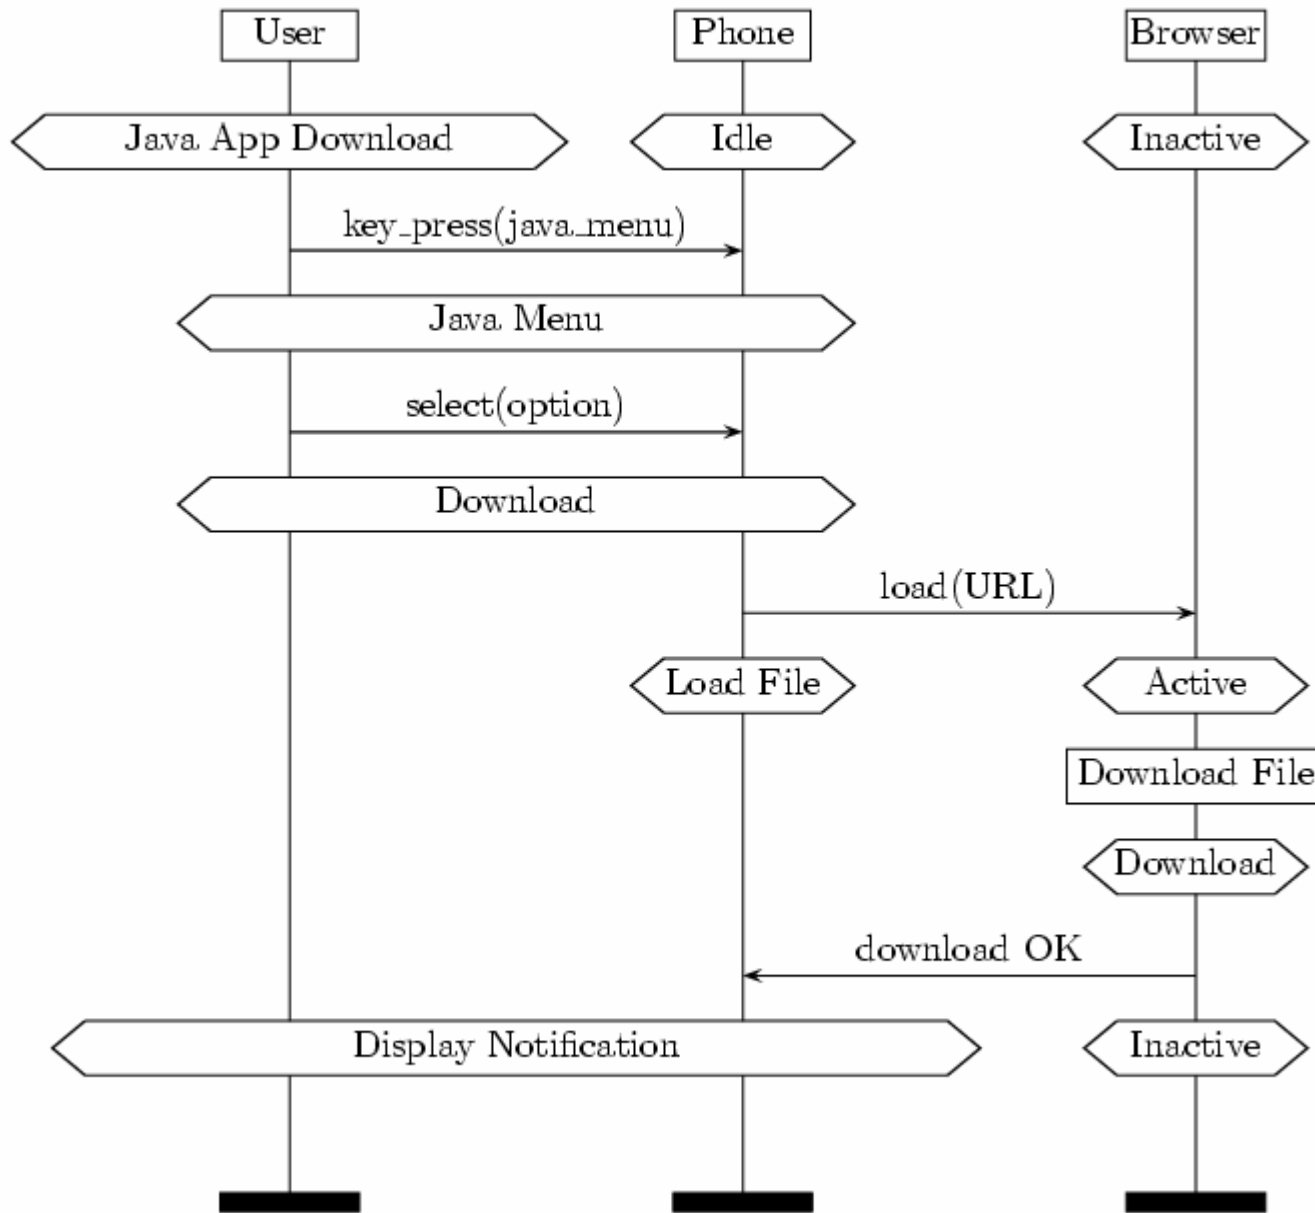 User
Phone
Browser
Java App Download
Idle
Inactive
key_press(java_menu)
Java Menu
select(option)
Download
load(URL)
Load File
Active
Download File
Download
download OK
Display Notification
Inactive